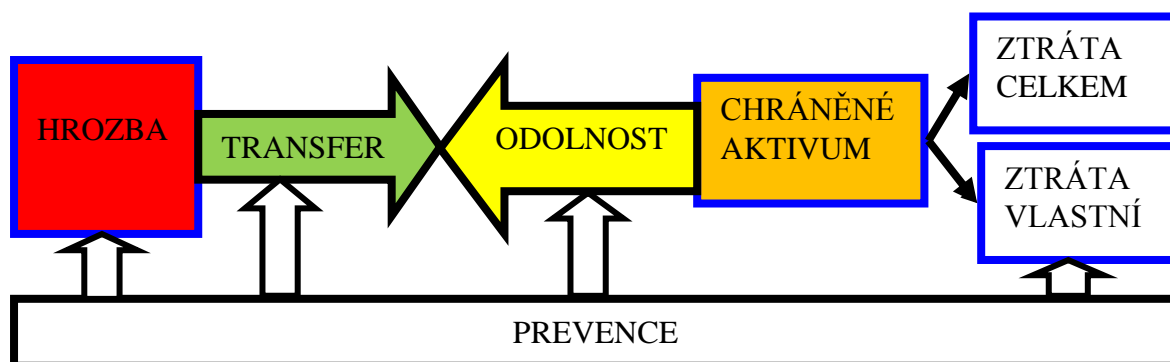 HROZBA
TRANSFER
ODOLNOST
CHRÁNĚNÉ
AKTIVUM
ZTRÁTA
CELKEM
ZTRÁTA
VLASTNÍ
PREVENCE